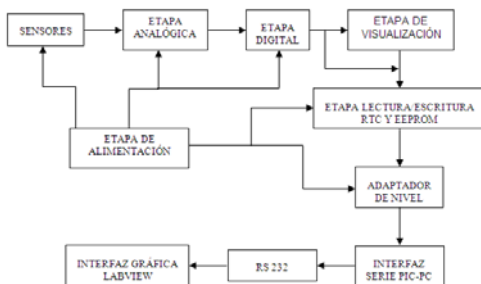 SENSORES
ETAPA
ANALÓGICA
ETAPA
DIGITAL
ETAPA DE
VISUALIZACIÓN
ETAPA LECTURA/ESCRITURA
RTC Y EEPROM
ETAPA DE
ALIMENTACIÓN
ADAPTADOR
DE NIVEL
INTERFAZ GRÁFICA
LABVIEW
RS 232
INTERFAZ
SERIE PIC-PC